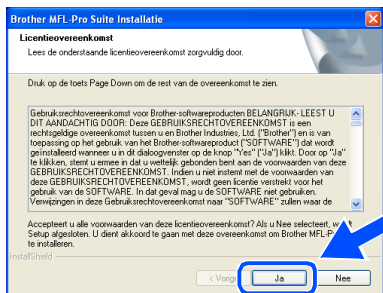 Brother MFL-Pro Suite Installatie
Licentieovereenkomst
Lees de onderstaande licentieovereenkomst zorgvuldig door.
Druk op de toets Page Down om de rest van de overeenkomst te zien.
Gebruiksrechtovereenkomst voor Brother-softwareproducten BELANGRIJK- LEEST U
DIT AANDACHTIG DOOR: Deze GEBRUIKSRECHTOVEREENKOMST is een
rechtsgeldige overeenkomst tussen u en Brother Industries, Ltd. ("Brother") en is van
toepassing op het gebruik van het Brother-softwareproduct ("SOFTWARE") dat wordt
geïnstalleerd wanneer u in dit dialoogvenster op de knop "Yes" ("Ja") klikt. Door op "Ja"
te klikken, stemt u ermee in dat u wettelijk gebonden bent aan de voorwaarden van deze
GEBRUIKSRECHTOVEREENKOMST. Indien u niet instemt met de voorwaarden van
deze GEBRUIKSRECHTOVEREENKOMST, wordt geen licentie verstrekt voor het
gebruik van de SOFTWARE. In dat geval mag u de SOFTWARE niet gebruiken.
Verwijzingen in deze Gebruiksrechtovereenkomst naar "SOFTWARE" zullen waar de
Accepteert u alle voorwaarden van deze licentieovereenkomst? Als u Nee selecteert,
Setup afgesloten. U dient akkoord te gaan met deze overeenkomst om Brother
te installeren.
InstallShield
< Vorige
Ja
Nee